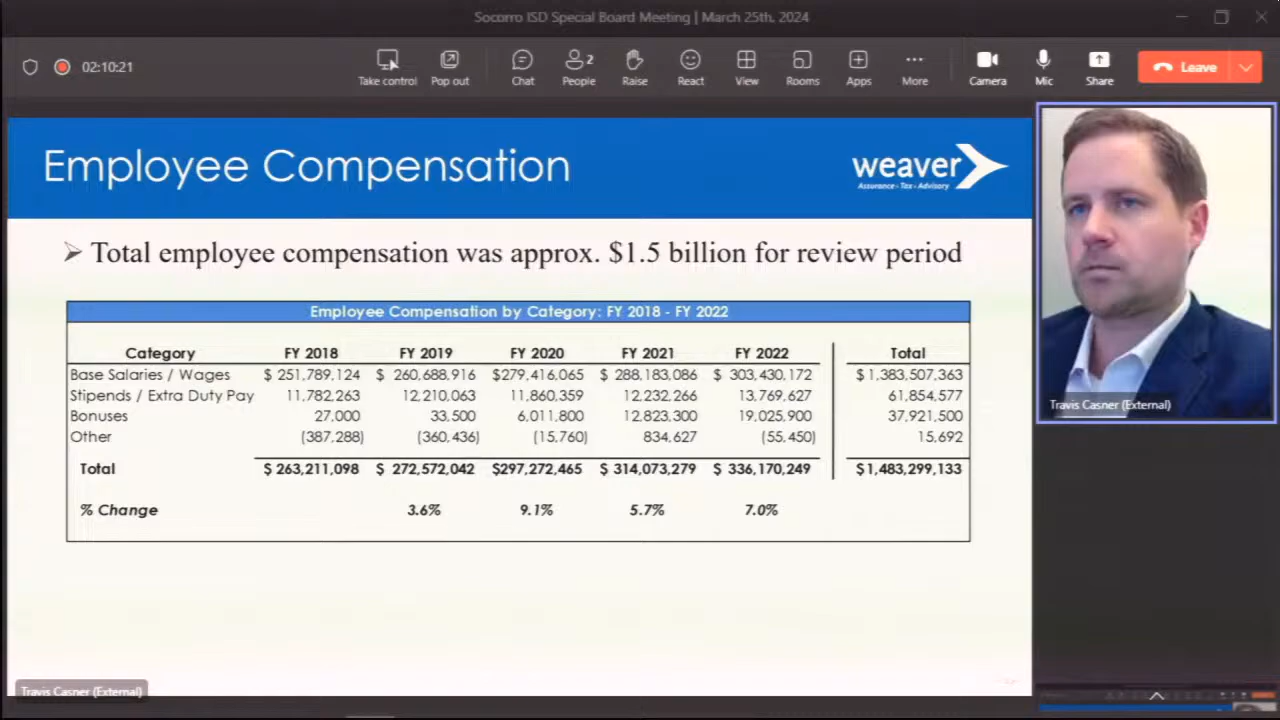 Socorro ISD Special Board Meeting | March 25th, 2024
02:10:21
Take control Pop out Chat People 2 Raise React View Rooms Apps More Camera Mic Share Leave
Employee Compensation
weaver
Assurance • Tax • Advisory
Total employee compensation was approx. $1.5 billion for review period
Employee Compensation by Category: FY 2018 - FY 2022
Category FY 2018 FY 2019 FY 2020 FY 2021 FY 2022 Total
Base Salaries / Wages $ 251,789,124 $ 260,688,916 $279,416,065 $ 288,183,086 $ 303,430,172 $ 1,383,507,363
Stipends / Extra Duty Pay 11,782,263 12,210,063 11,860,359 12,232,266 13,769,627 61,854,577
Bonuses 27,000 33,500 6,011,800 12,823,300 19,025,900 37,921,500
Other (387,288) (360,436) (15,760) 834,627 (55,450) 15,692
Total $ 263,211,098 $ 272,572,042 $297,272,465 $ 314,073,279 $ 336,170,249 $1,483,299,133
% Change 3.6% 9.1% 5.7% 7.0%
Travis Casner (External)
Travis Casner (External)